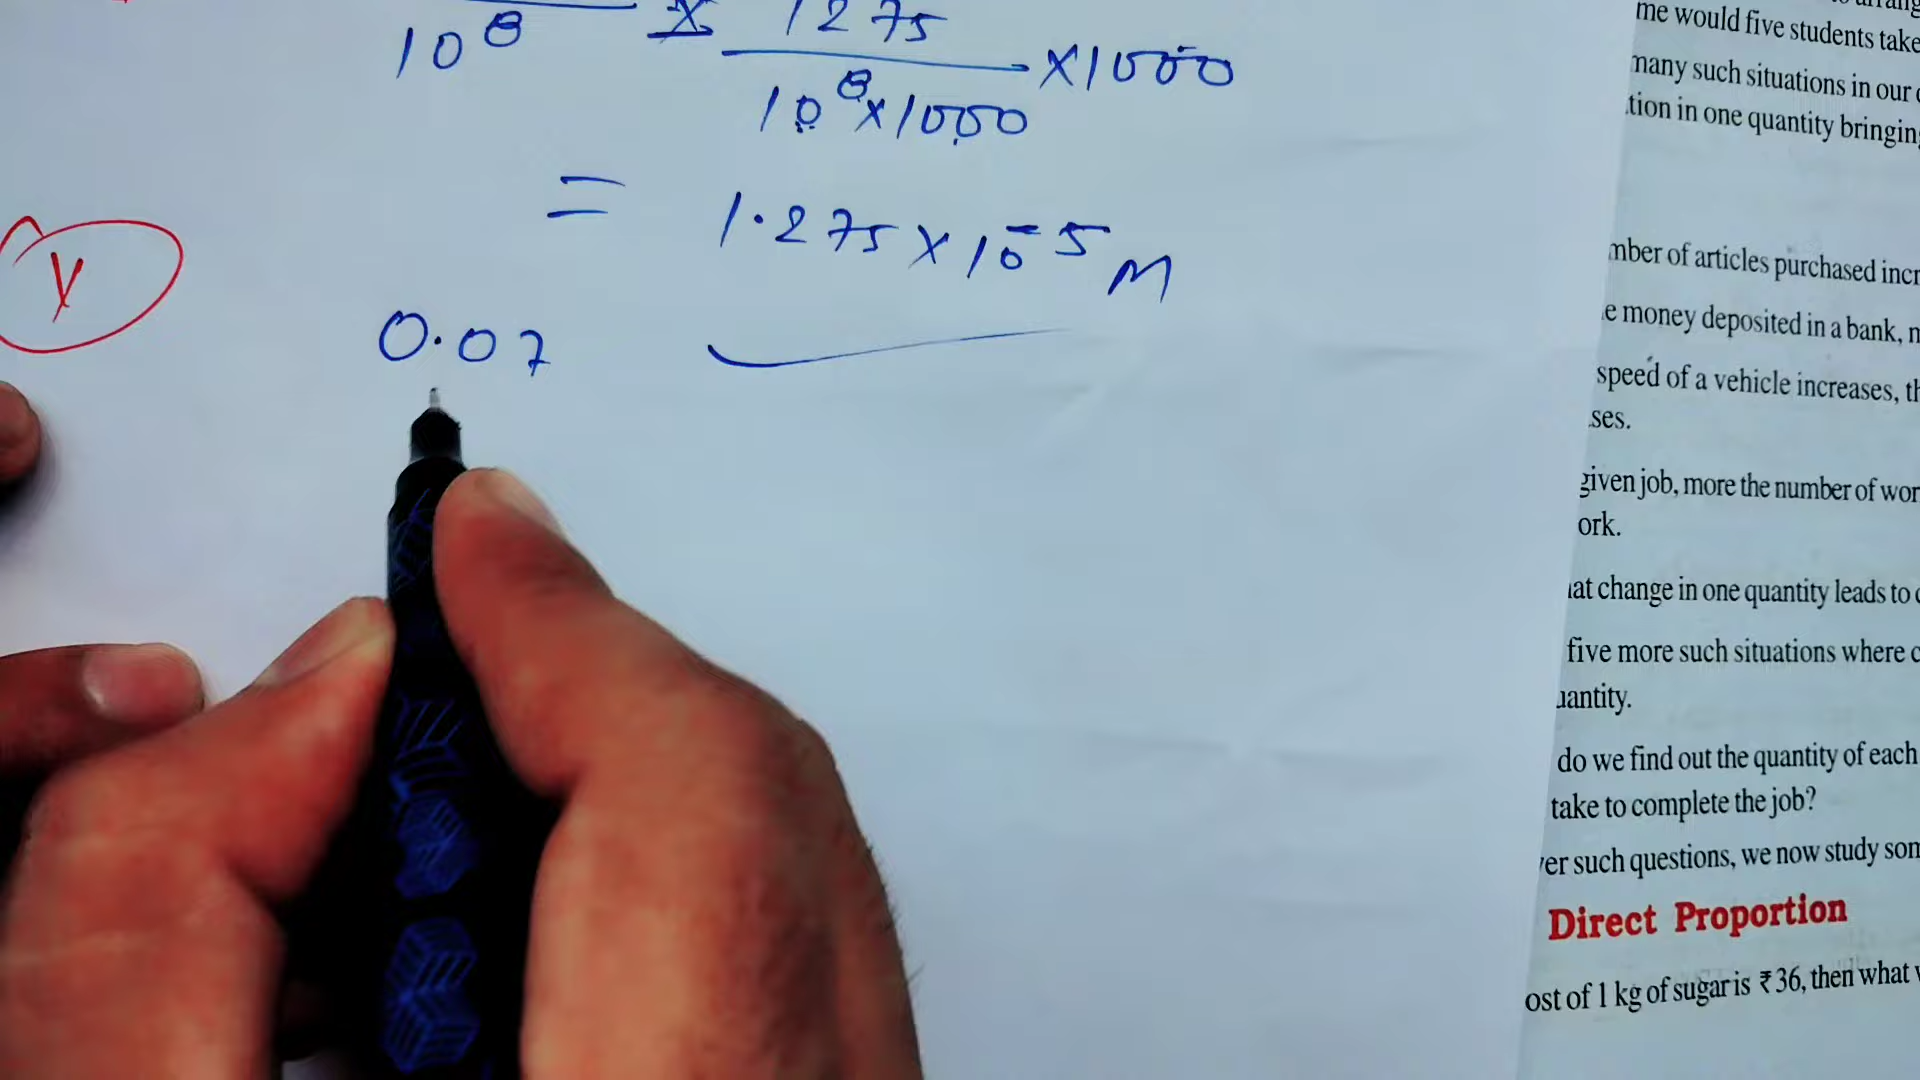 10⁸ × 1275 / 10⁸×1000 ×1000
= 1.275×10⁻⁵ M
0.07
me would five students take
many such situations in our
tion in one quantity bringing
mber of articles purchased incr
e money deposited in a bank, n
speed of a vehicle increases, th
ses.
given job, more the number of wor
ork.
at change in one quantity leads to c
five more such situations where c
uantity.
do we find out the quantity of each
take to complete the job?
er such questions, we now study som
Direct Proportion
ost of 1 kg of sugar is ₹36, then what w